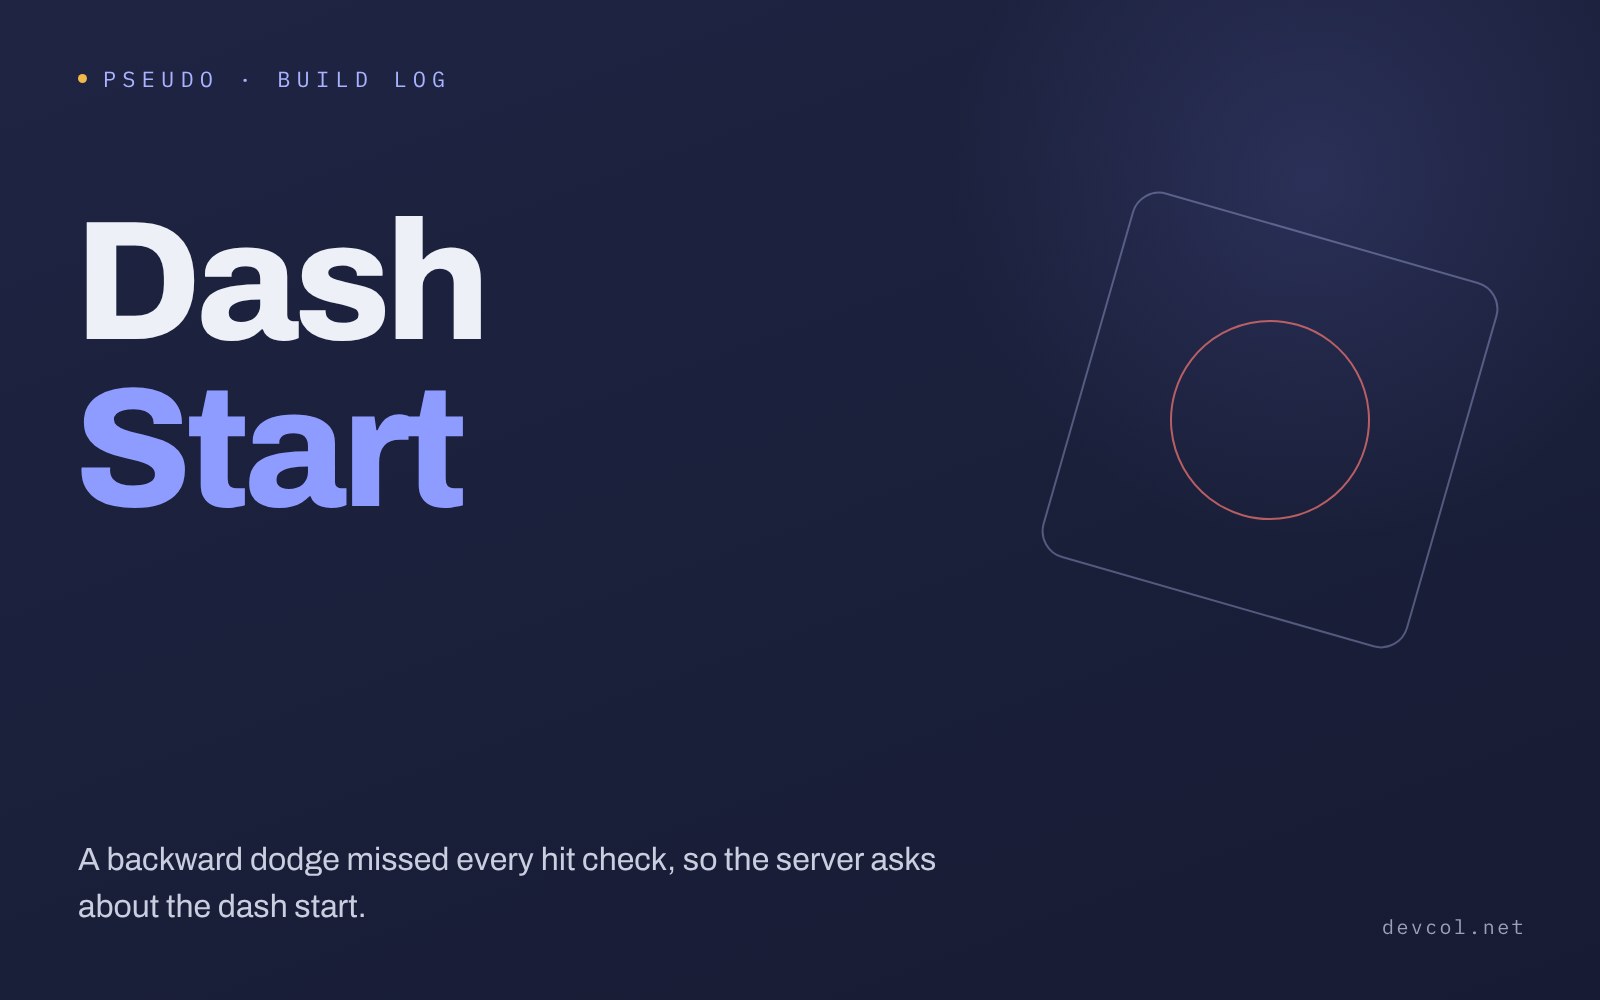 PSEUDO · BUILD LOG
Dash
Start
A backward dodge missed every hit check, so the server asks
about the dash start.
devcol.net